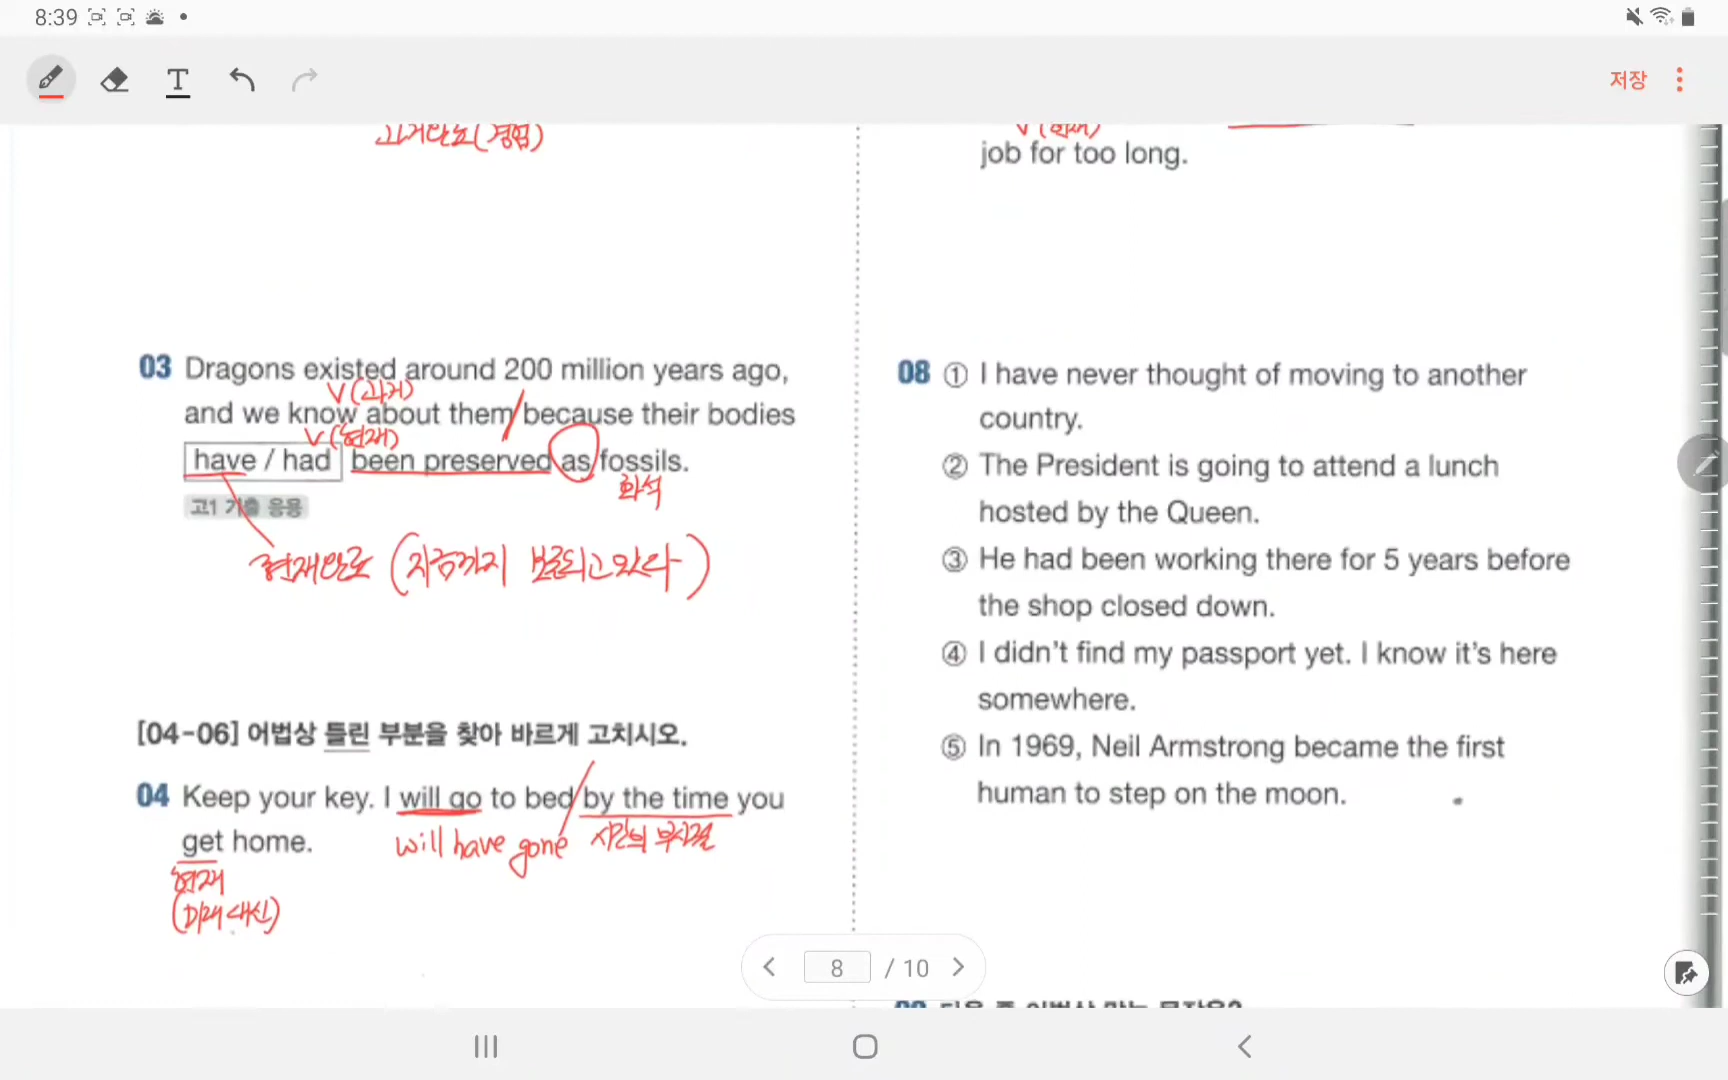 8:39
저장
과거완료(경험)
V(현재)
job for too long.
03 Dragons existed around 200 million years ago,
V(과거)
and we know about them/because their bodies
V(현재)
have / had been preserved as fossils.
화석
고1 기출 응용
현재완료 (지금까지 보존되고 있다)
[04-06] 어법상 틀린 부분을 찾아 바르게 고치시오.
04 Keep your key. I will go to bed/by the time you
get home.
will have gone
시간의 부사절
현재
(미래 대신)
08 ① I have never thought of moving to another
country.
② The President is going to attend a lunch
hosted by the Queen.
③ He had been working there for 5 years before
the shop closed down.
④ I didn't find my passport yet. I know it's here
somewhere.
⑤ In 1969, Neil Armstrong became the first
human to step on the moon.
8 / 10